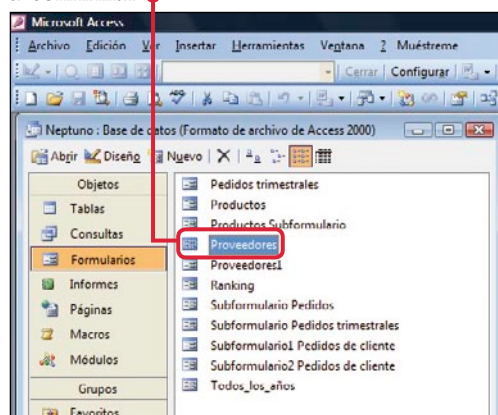 Microsoft Access
Archivo Edición Ver Insertar Herramientas Ventana ? Muéstreme
Cerrar Configurar
Neptuno : Base de datos (Formato de archivo de Access 2000)
Abrir Diseño Nuevo
Objetos
Tablas
Consultas
Formularios
Informes
Páginas
Macros
Módulos
Grupos
Favoritos
Pedidos trimestrales
Productos
Productos Subformulario
Proveedores
Proveedores1
Ranking
Subformulario Pedidos
Subformulario Pedidos trimestrales
Subformulario1 Pedidos de cliente
Subformulario2 Pedidos de cliente
Todos_los_años